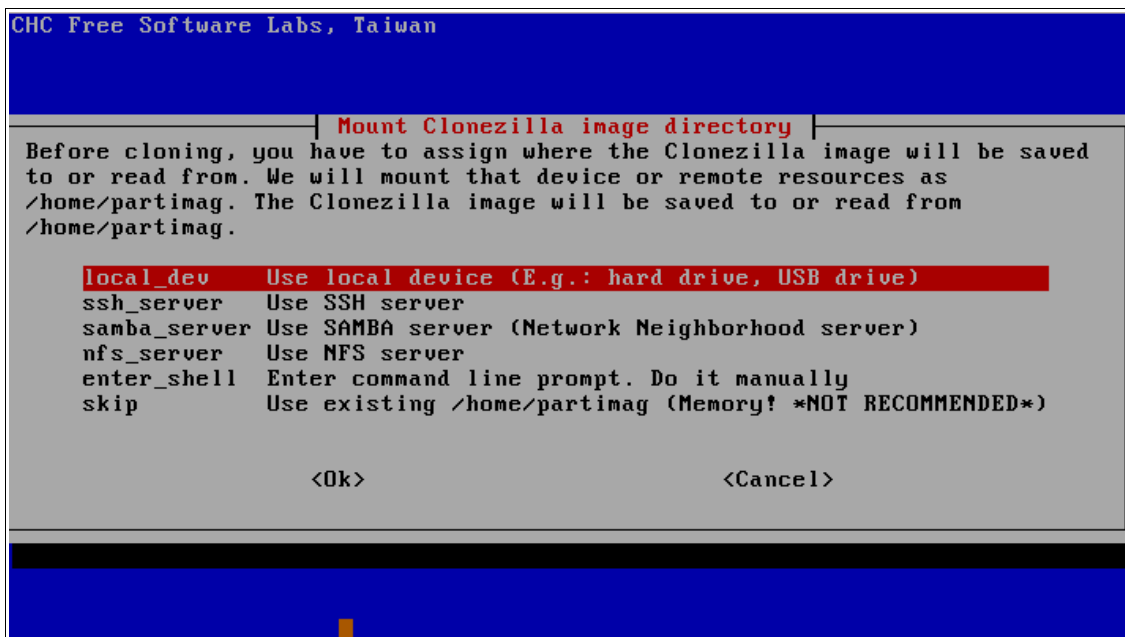 CHC Free Software Labs, Taiwan
Mount Clonezilla image directory
Before cloning, you have to assign where the Clonezilla image will be saved
to or read from. We will mount that device or remote resources as
/home/partimag. The Clonezilla image will be saved to or read from
/home/partimag.
local_dev Use local device (E.g.: hard drive, USB drive)
ssh_server Use SSH server
samba_server Use SAMBA server (Network Neighborhood server)
nfs_server Use NFS server
enter_shell Enter command line prompt. Do it manually
skip Use existing /home/partimag (Memory! *NOT RECOMMENDED*)
<Ok> <Cancel>